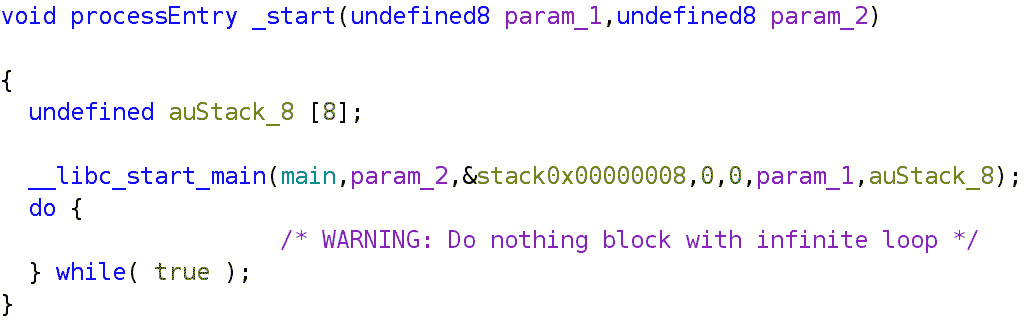 void processEntry _start(undefined8 param_1,undefined8 param_2)
{
undefined auStack_8 [8];
__libc_start_main(main,param_2,&stack0x00000008,0,0,param_1,auStack_8);
do {
/* WARNING: Do nothing block with infinite loop */
} while( true );
}